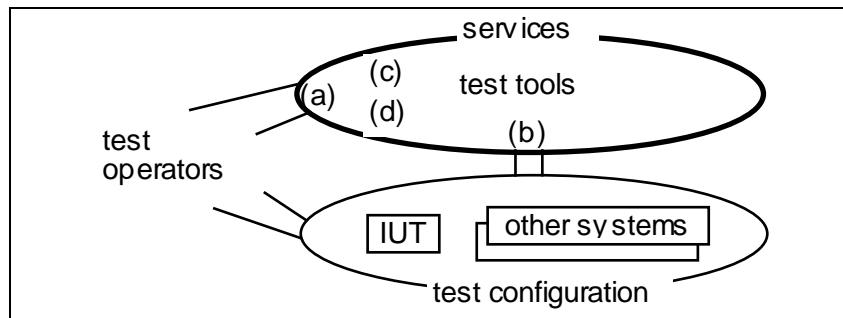 services
(c)
test tools
(a)
(d)
(b)
test
operators
IUT
other systems
test configuration